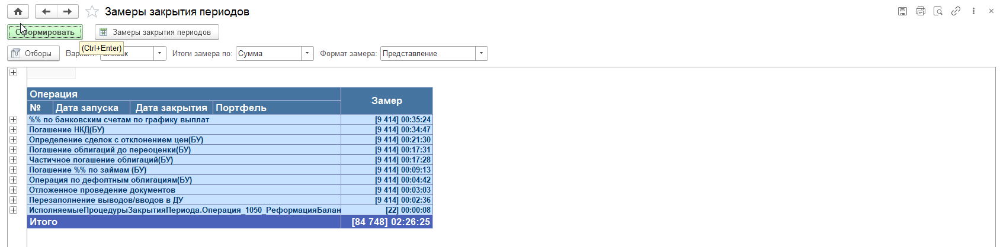 Замеры закрытия периодов
Сформировать Замеры закрытия периодов
(Ctrl+Enter)
Отборы Вариант: Список Итоги замера по: Сумма Формат замера: Представление
Операция Замер
№ Дата запуска Дата закрытия Портфель
%% по банковским счетам по графику выплат [9 414] 00:35:24
Погашение НКД(БУ) [9 414] 00:34:47
Определение сделок с отклонением цен(БУ) [9 414] 00:21:30
Погашение облигаций до переоценки(БУ) [9 414] 00:17:31
Частичное погашение облигаций(БУ) [9 414] 00:17:28
Погашение %% по займам (БУ) [9 414] 00:09:13
Операция по дефолтным облигациям(БУ) [9 414] 00:04:42
Отложенное проведение документов [9 414] 00:03:03
Перезаполнение выводов/вводов в ДУ [9 414] 00:02:36
ИсполняемыеПроцедурыЗакрытияПериода.Операция_1050_РеформацияБалан [22] 00:00:08
Итого [84 748] 02:26:25